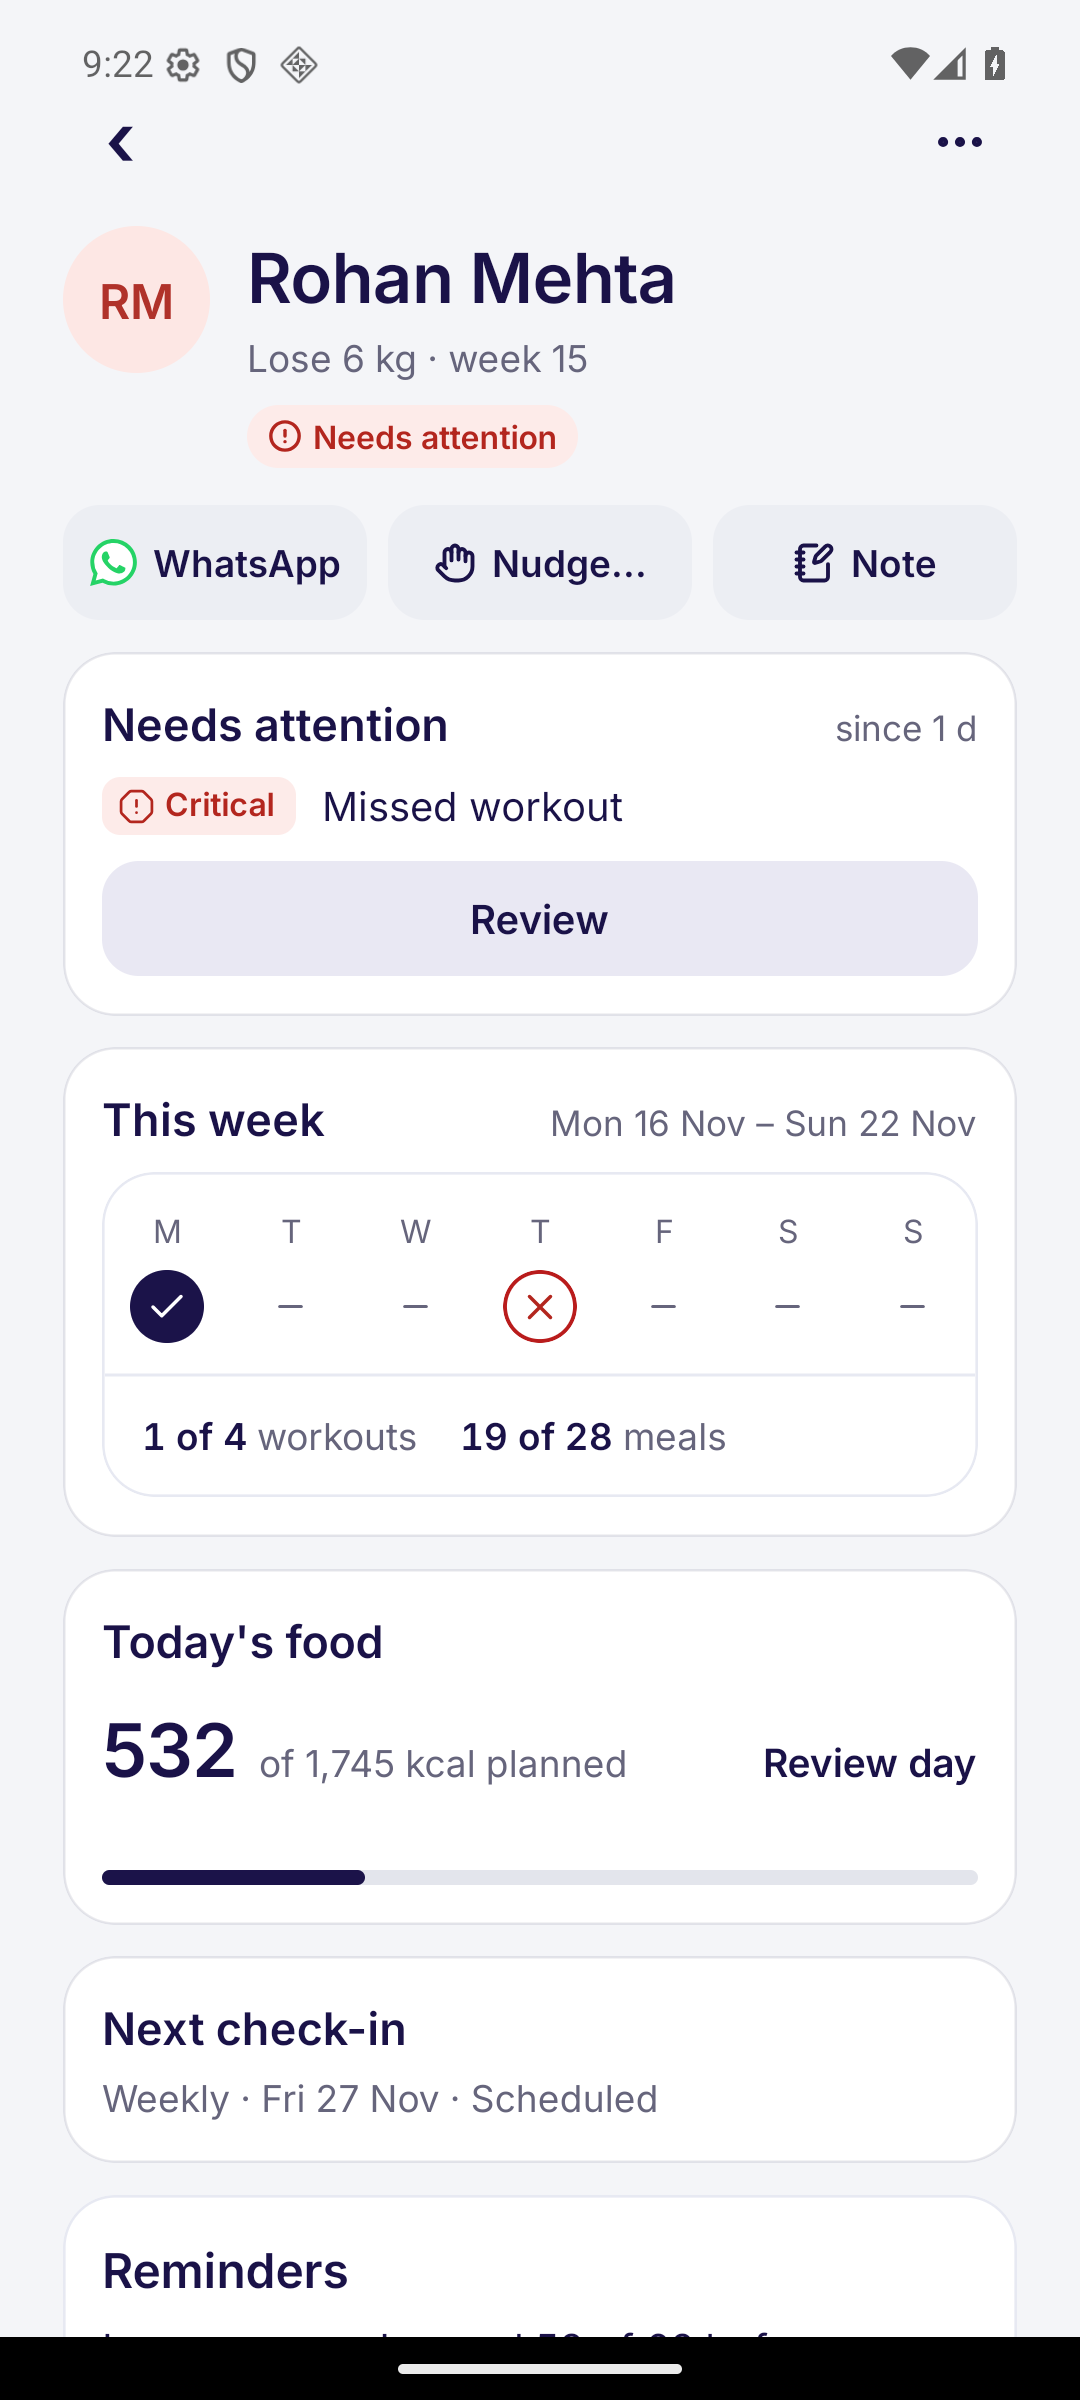 9:22
RM
Rohan Mehta
Lose 6 kg · week 15
Needs attention
WhatsApp
Nudge...
Note
Needs attention
since 1 d
Critical
Missed workout
Review
This week
Mon 16 Nov – Sun 22 Nov
M T W T F S S
1 of 4 workouts 19 of 28 meals
Today's food
532 of 1,745 kcal planned
Review day
Next check-in
Weekly · Fri 27 Nov · Scheduled
Reminders